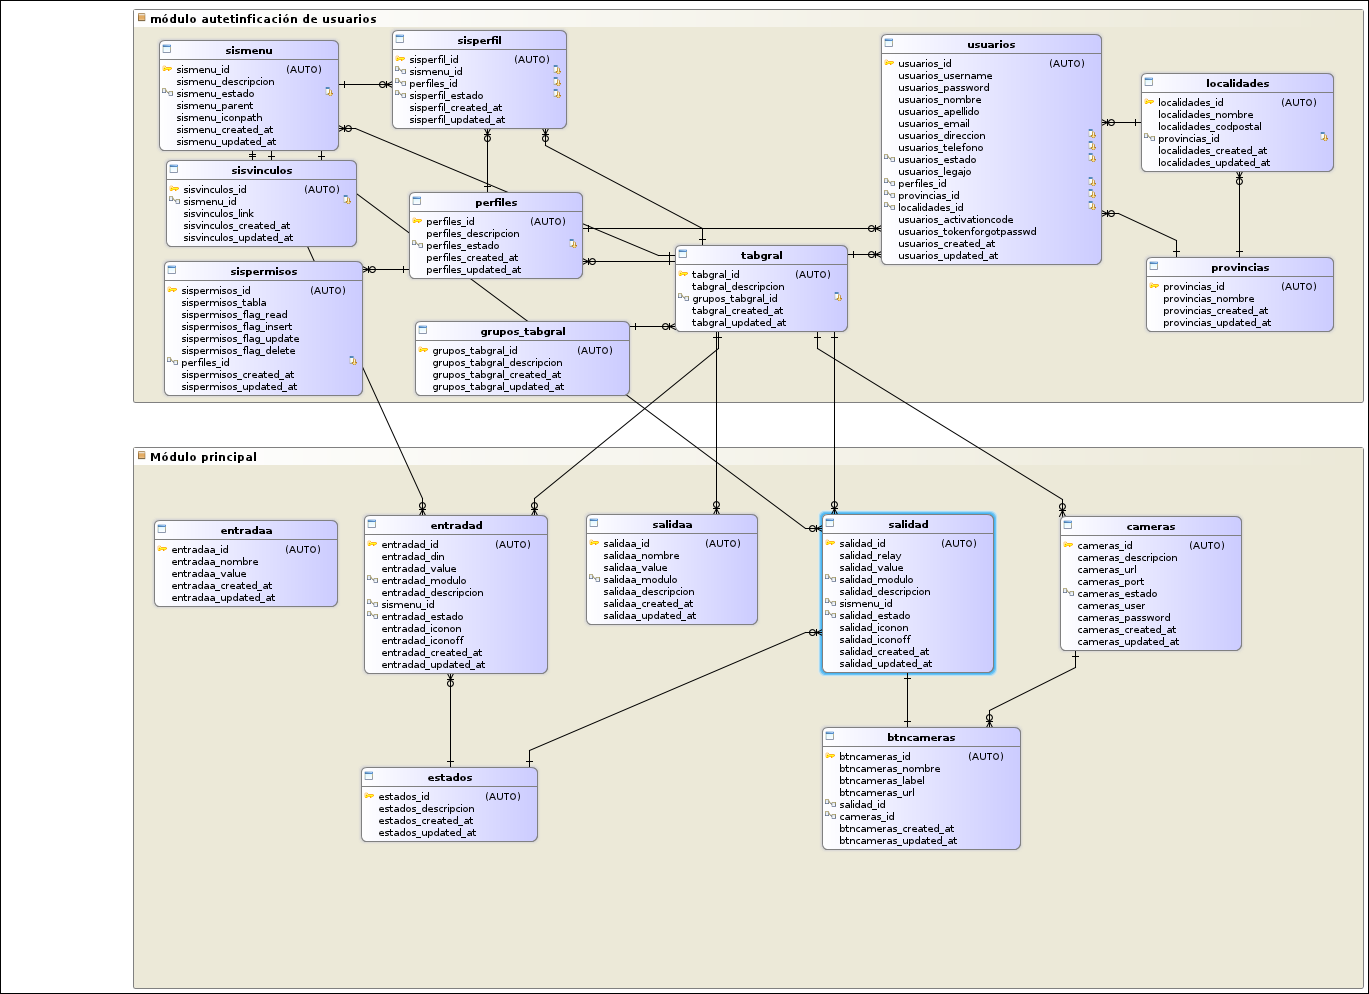 módulo autetinficación de usuarios
sismenu
sismenu_id (AUTO)
sismenu_descripcion
sismenu_estado
sismenu_parent
sismenu_iconpath
sismenu_created_at
sismenu_updated_at
sisperfil
sisperfil_id (AUTO)
sismenu_id
perfiles_id
sisperfil_estado
sisperfil_created_at
sisperfil_updated_at
usuarios
usuarios_id (AUTO)
usuarios_username
usuarios_password
usuarios_nombre
usuarios_apellido
usuarios_email
usuarios_direccion
usuarios_telefono
usuarios_estado
usuarios_legajo
perfiles_id
provincias_id
localidades_id
usuarios_activationcode
usuarios_tokenforgotpasswd
usuarios_created_at
usuarios_updated_at
localidades
localidades_id (AUTO)
localidades_nombre
localidades_codpostal
provincias_id
localidades_created_at
localidades_updated_at
sisvinculos
sisvinculos_id (AUTO)
sismenu_id
sisvinculos_link
sisvinculos_created_at
sisvinculos_updated_at
perfiles
perfiles_id (AUTO)
perfiles_descripcion
perfiles_estado
perfiles_created_at
perfiles_updated_at
tabgral
tabgral_id (AUTO)
tabgral_descripcion
grupos_tabgral_id
tabgral_created_at
tabgral_updated_at
provincias
provincias_id (AUTO)
provincias_nombre
provincias_created_at
provincias_updated_at
sispermisos
sispermisos_id (AUTO)
sispermisos_tabla
sispermisos_flag_read
sispermisos_flag_insert
sispermisos_flag_update
sispermisos_flag_delete
perfiles_id
sispermisos_created_at
sispermisos_updated_at
grupos_tabgral
grupos_tabgral_id (AUTO)
grupos_tabgral_descripcion
grupos_tabgral_created_at
grupos_tabgral_updated_at
Módulo principal
entradaa
entradaa_id (AUTO)
entradaa_nombre
entradaa_value
entradaa_created_at
entradaa_updated_at
entradad
entradad_id (AUTO)
entradad_din
entradad_value
entradad_modulo
entradad_descripcion
sismenu_id
entradad_estado
entradad_iconon
entradad_iconoff
entradad_created_at
entradad_updated_at
salidaa
salidaa_id (AUTO)
salidaa_nombre
salidaa_value
salidaa_modulo
salidaa_descripcion
salidaa_created_at
salidaa_updated_at
salidad
salidad_id (AUTO)
salidad_relay
salidad_value
salidad_modulo
salidad_descripcion
sismenu_id
salidad_estado
salidad_iconon
salidad_iconoff
salidad_created_at
salidad_updated_at
cameras
cameras_id (AUTO)
cameras_descripcion
cameras_url
cameras_port
cameras_estado
cameras_user
cameras_password
cameras_created_at
cameras_updated_at
estados
estados_id (AUTO)
estados_descripcion
estados_created_at
estados_updated_at
btncameras
btncameras_id (AUTO)
btncameras_nombre
btncameras_label
btncameras_url
salidad_id
cameras_id
btncameras_created_at
btncameras_updated_at